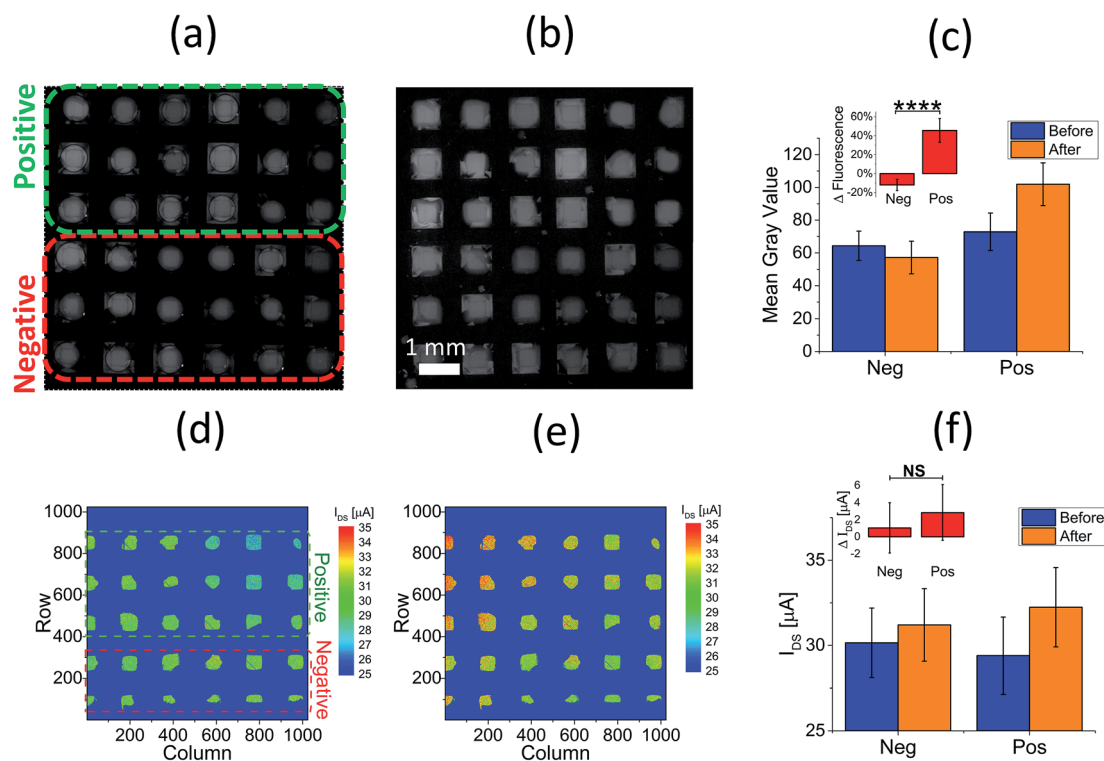 (a)
(b)
(c)
Positive
Negative
1 mm
Mean Gray Value
120
100
80
60
40
20
0
Neg
Pos
Before
After
Δ Fluorescence
60%
40%
20%
0%
-20%
Neg
Pos
****
(d)
(e)
(f)
Row
1000
800
600
400
200
200 400 600 800 1000
Column
Positive
Negative
I_DS [μA]
35
34
33
32
31
30
29
28
27
26
25
Row
1000
800
600
400
200
200 400 600 800 1000
Column
I_DS [μA]
35
34
33
32
31
30
29
28
27
26
25
I_DS [μA]
35
30
25
Neg
Pos
Before
After
Δ I_DS [μA]
6
4
2
0
-2
Neg
Pos
NS